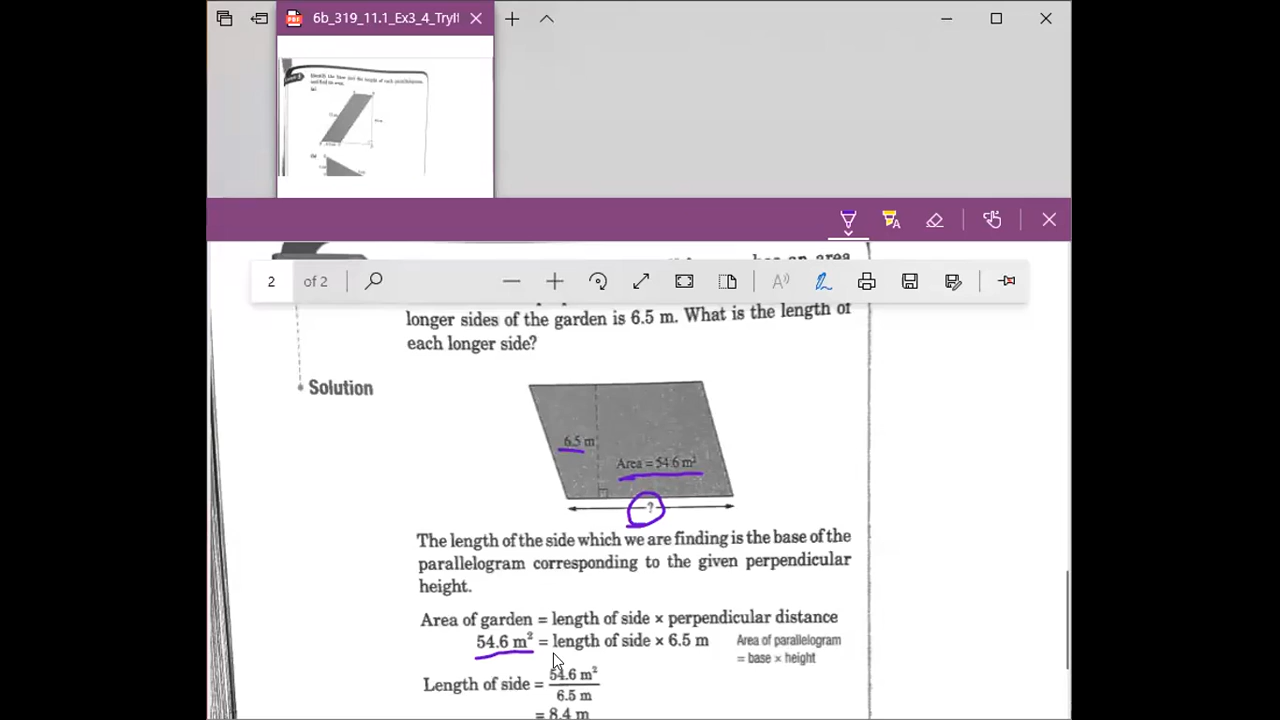 6b_319_11.1_Ex3_4_TryIt
2 of 2
has an area
longer sides of the garden is 6.5 m. What is the length of
each longer side?
Solution
6.5 m
Area = 54.6 m²
?
The length of the side which we are finding is the base of the
parallelogram corresponding to the given perpendicular
height.
Area of garden = length of side × perpendicular distance
54.6 m² = length of side × 6.5 m
Area of parallelogram
= base × height
Length of side = 54.6 m²
6.5 m
= 8.4 m